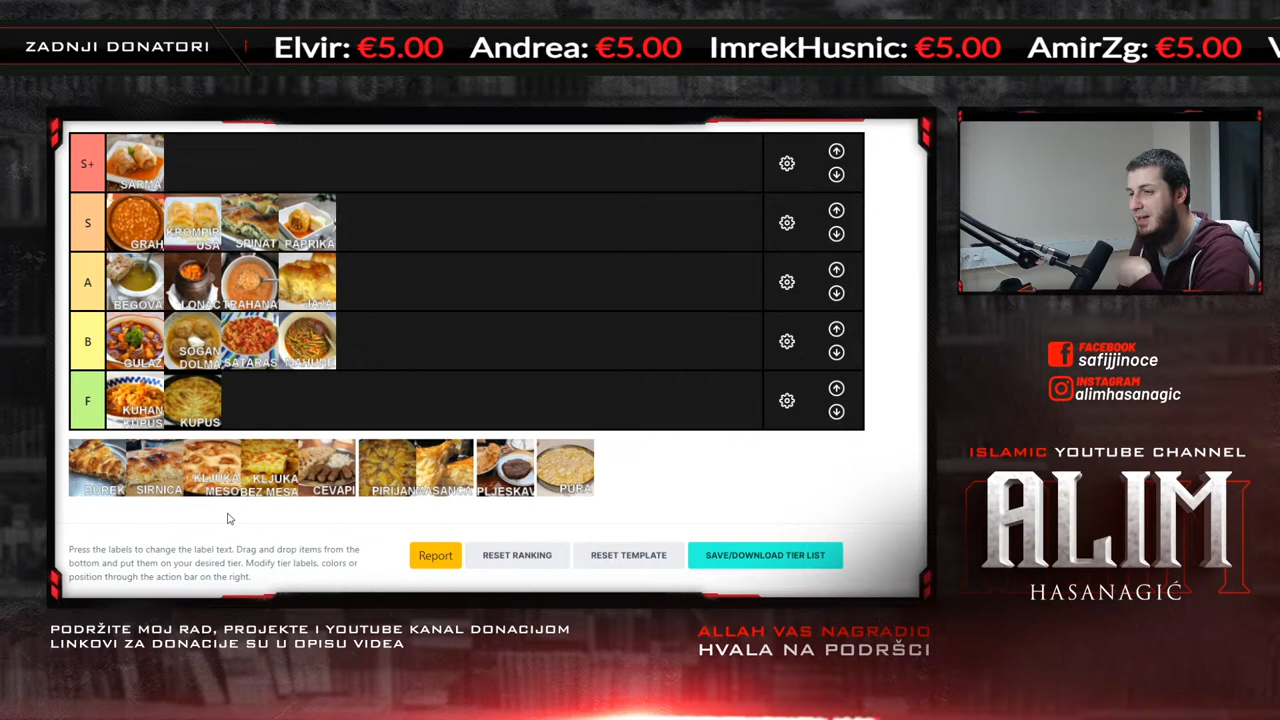 ZADNJI DONATORI
Elvir: €5.00 Andrea: €5.00 ImrekHusnic: €5.00 AmirZg: €5.00 V
S+
SARMA
S
GRAH
KROMPIR
USA
SPINAT
PAPRIKA
A
BEGOVA
LONAC
TRAHANA
JAJA
B
GULAZ
SOGAN
DOLMA
SATARAS
MAHUNE
F
KUHAN
KUPUS
KUPUS
BUREK
SIRNICA
KLJUKA
MESO
KLJUKA
BEZ MESA
CEVAPI
PIRIJAN
MASANCA
PLJESKAV
PURA
Press the labels to change the label text. Drag and drop items from the
bottom and put them on your desired tier. Modify tier labels, colors or
position through the action bar on the right.
Report
RESET RANKING
RESET TEMPLATE
SAVE/DOWNLOAD TIER LIST
FACEBOOK
safijjinoce
INSTAGRAM
alimhasanagic
ISLAMIC YOUTUBE CHANNEL
ALIM
HASANAGIĆ
PODRŽITE MOJ RAD, PROJEKTE I YOUTUBE KANAL DONACIJOM
LINKOVI ZA DONACIJE SU U OPISU VIDEA
ALLAH VAS NAGRADIO
HVALA NA PODRŠCI